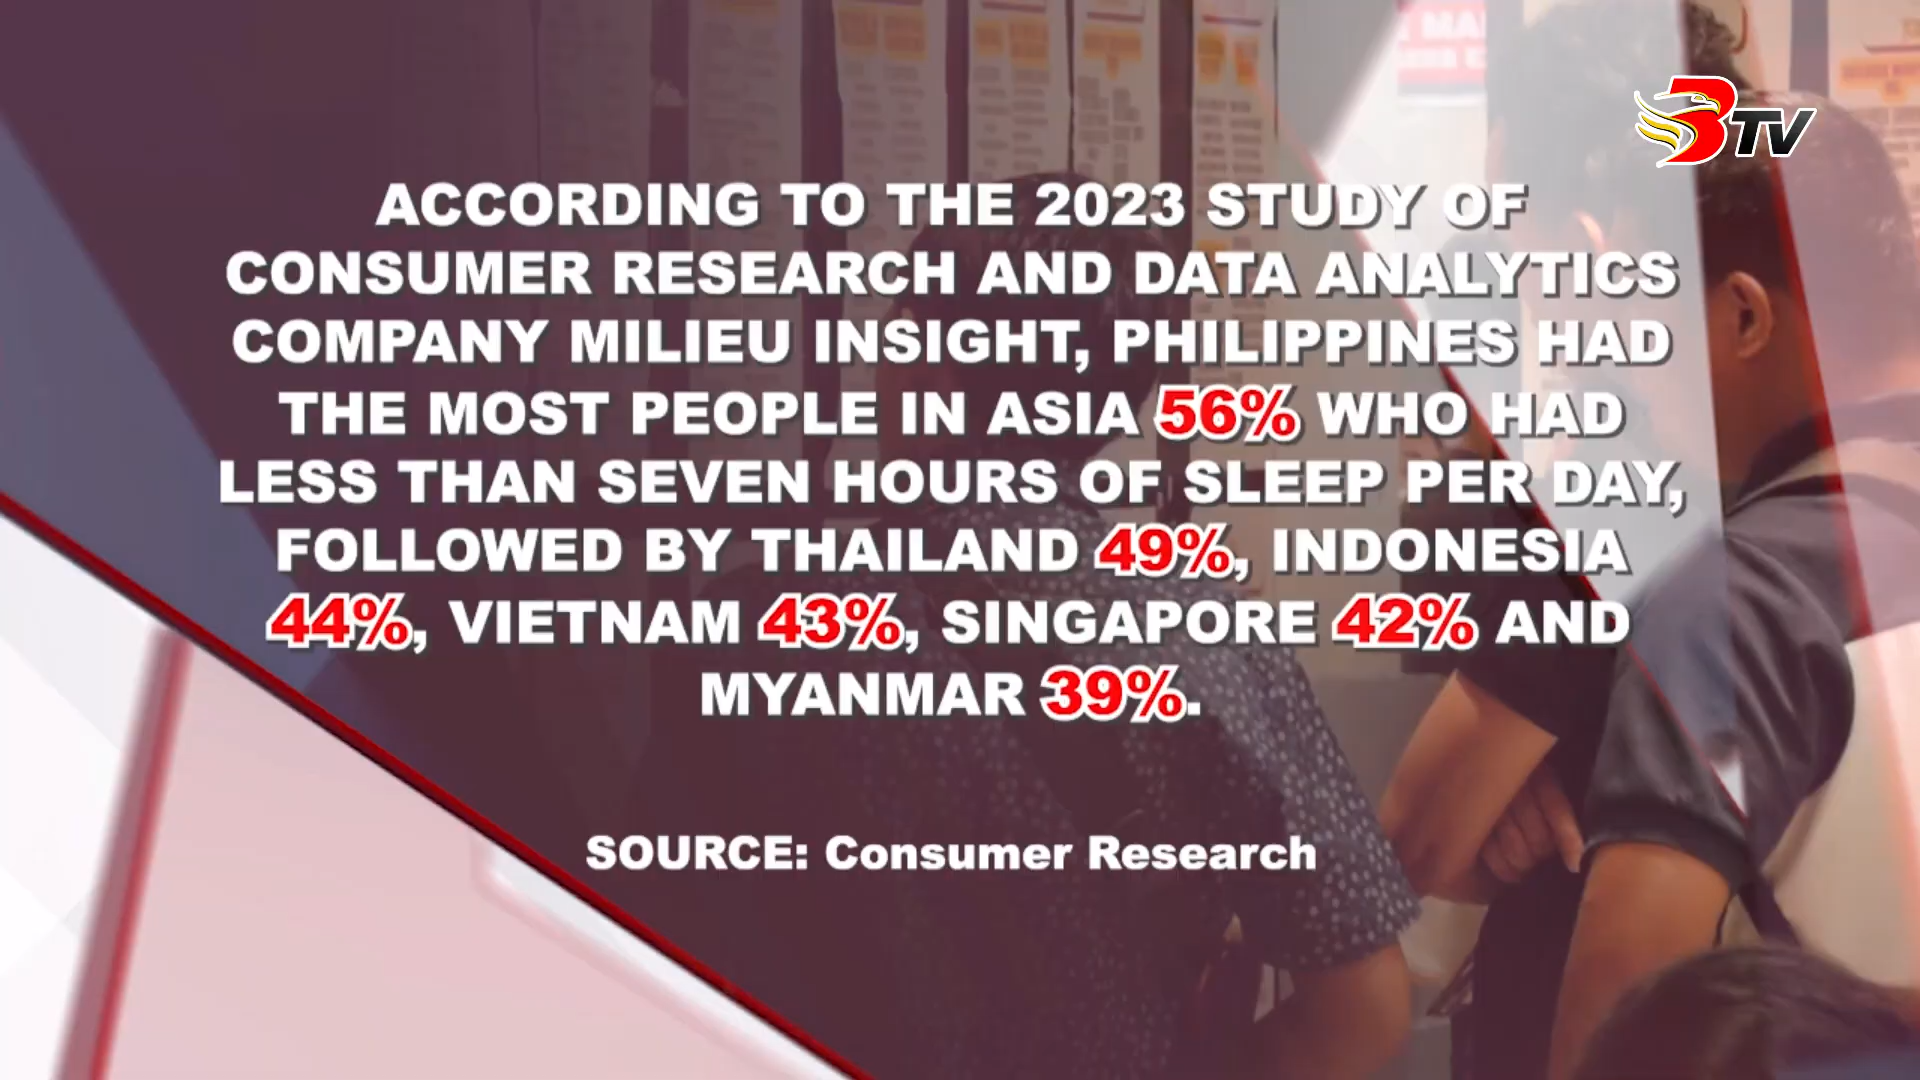 3TV
ACCORDING TO THE 2023 STUDY OF
CONSUMER RESEARCH AND DATA ANALYTICS
COMPANY MILIEU INSIGHT, PHILIPPINES HAD
THE MOST PEOPLE IN ASIA 56% WHO HAD
LESS THAN SEVEN HOURS OF SLEEP PER DAY,
FOLLOWED BY THAILAND 49%, INDONESIA
44%, VIETNAM 43%, SINGAPORE 42% AND
MYANMAR 39%.
SOURCE: Consumer Research